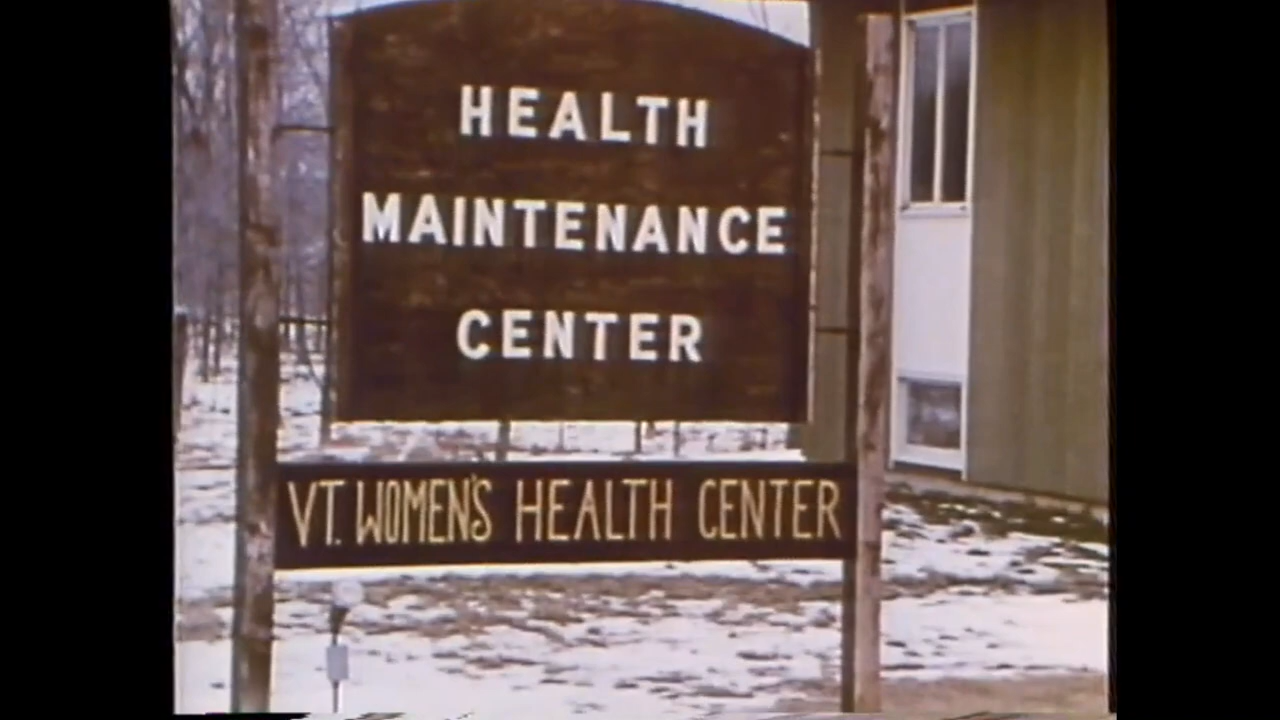 HEALTH
MAINTENANCE
CENTER
VT. WOMEN'S HEALTH CENTER